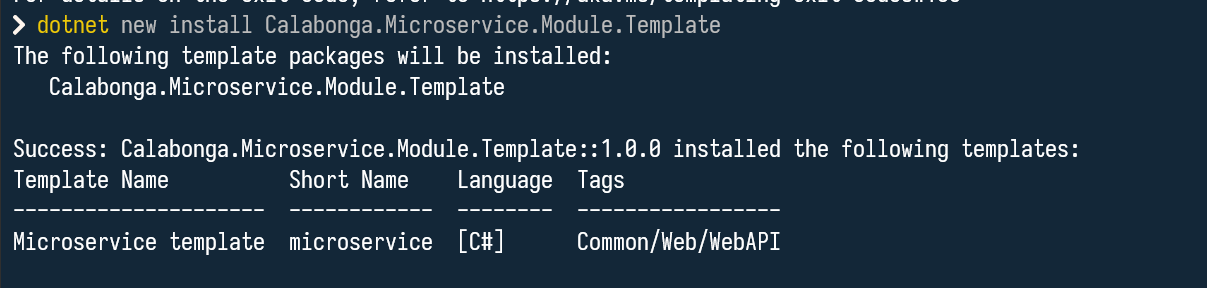 ❯ dotnet new install Calabonga.Microservice.Module.Template
The following template packages will be installed:
   Calabonga.Microservice.Module.Template

Success: Calabonga.Microservice.Module.Template::1.0.0 installed the following templates:
Template Name          Short Name    Language  Tags
---------------------  ------------  --------  -----------------
Microservice template  microservice  [C#]      Common/Web/WebAPI